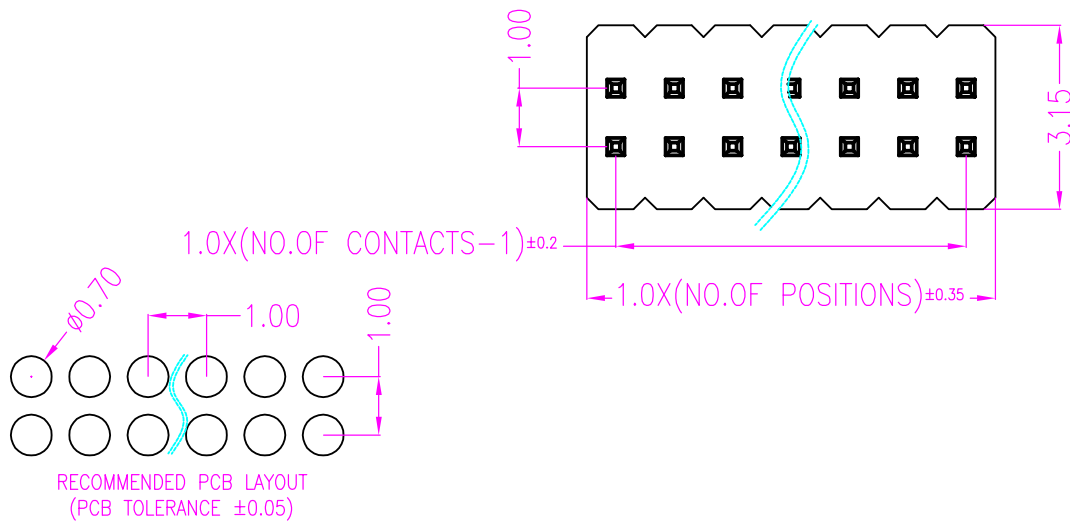 1.00
3.15
1.0X(NO.OF CONTACTS-1)±0.2
1.0X(NO.OF POSITIONS)±0.35
ø0.70
1.00
1.00
RECOMMENDED PCB LAYOUT
(PCB TOLERANCE ±0.05)